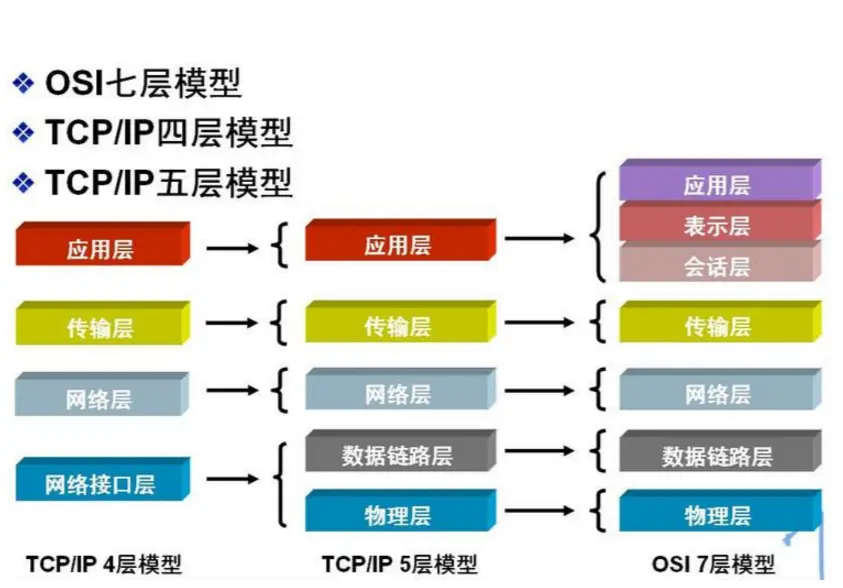 ❖ OSI七层模型
❖ TCP/IP四层模型
❖ TCP/IP五层模型
应用层
传输层
网络层
网络接口层
TCP/IP 4层模型
应用层
传输层
网络层
数据链路层
物理层
TCP/IP 5层模型
应用层
表示层
会话层
传输层
网络层
数据链路层
物理层
OSI 7层模型